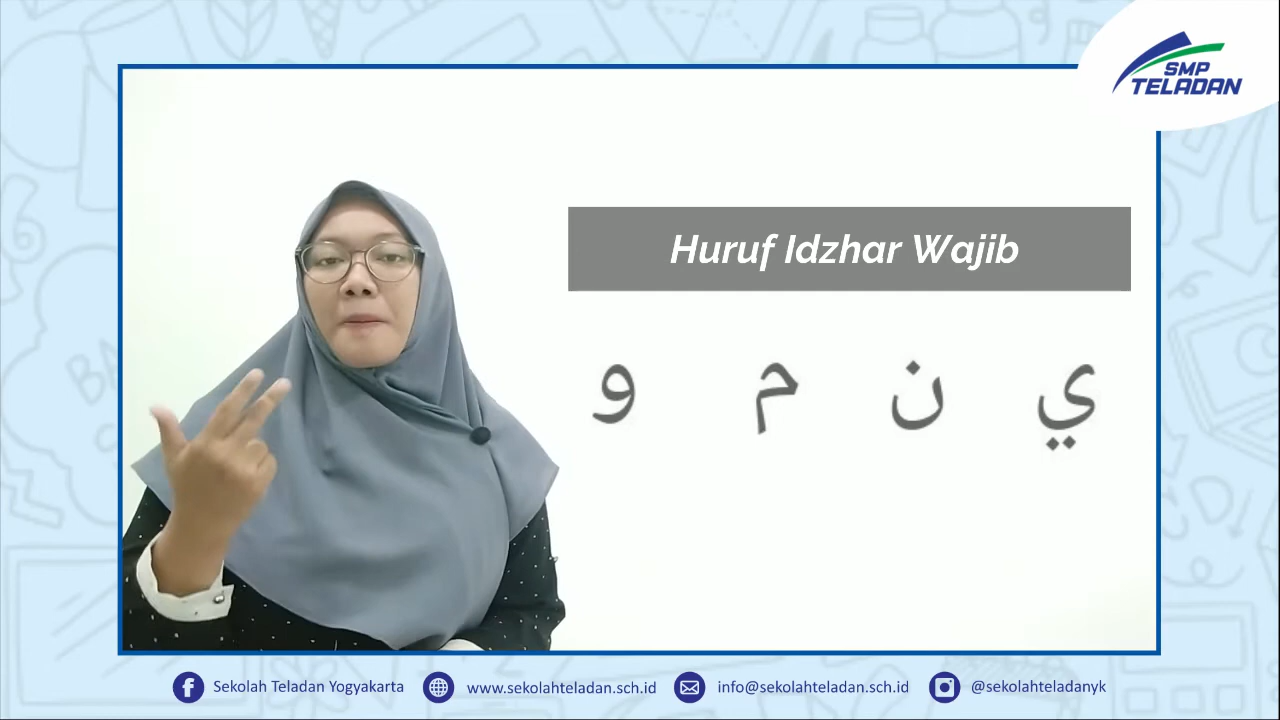 SMP
TELADAN
Huruf Idzhar Wajib
ي ن م و
Sekolah Teladan Yogyakarta
www.sekolahteladan.sch.id
info@sekolahteladan.sch.id
@sekolahteladanyk